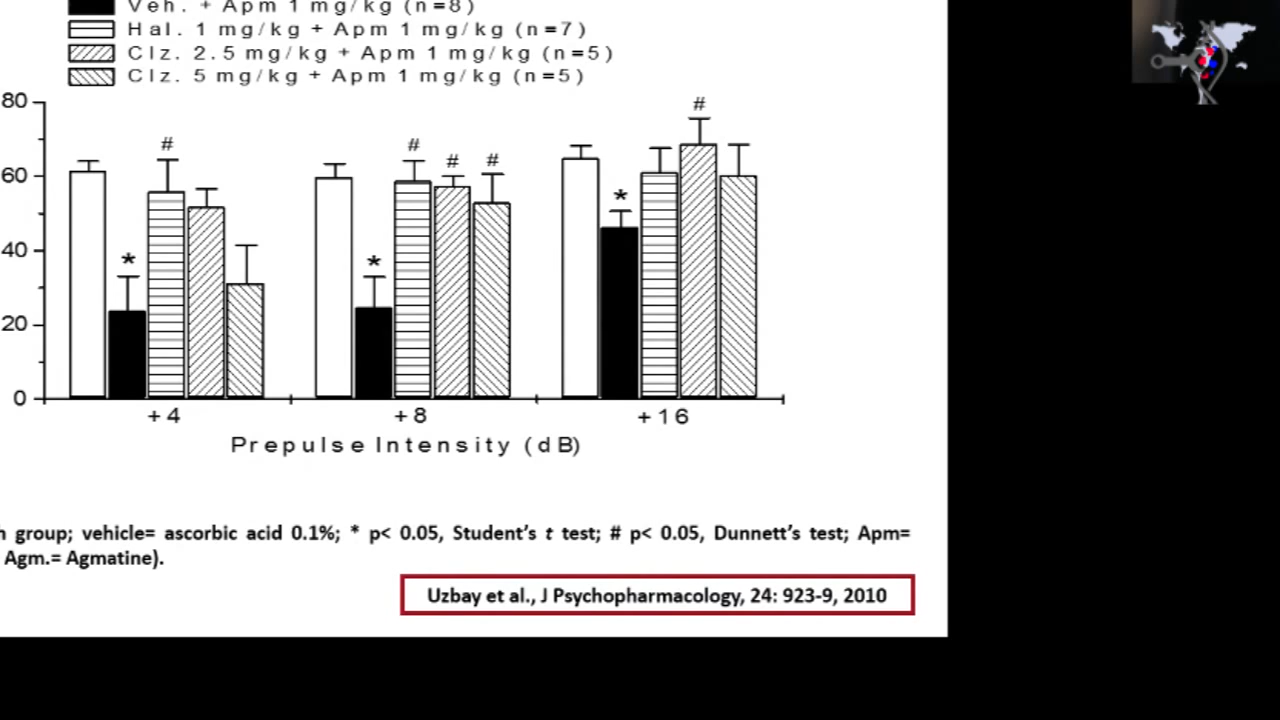 Veh. + Apm 1 mg/kg (n=8)
Hal. 1 mg/kg + Apm 1 mg/kg (n=7)
Clz. 2.5 mg/kg + Apm 1 mg/kg (n=5)
Clz. 5 mg/kg + Apm 1 mg/kg (n=5)
80
60
40
20
0
* # # # # * * #
+4 +8 +16
Prepulse Intensity (dB)
group; vehicle= ascorbic acid 0.1%; * p< 0.05, Student’s t test; # p< 0.05, Dunnett’s test; Apm=
Agm.= Agmatine).
Uzbay et al., J Psychopharmacology, 24: 923-9, 2010